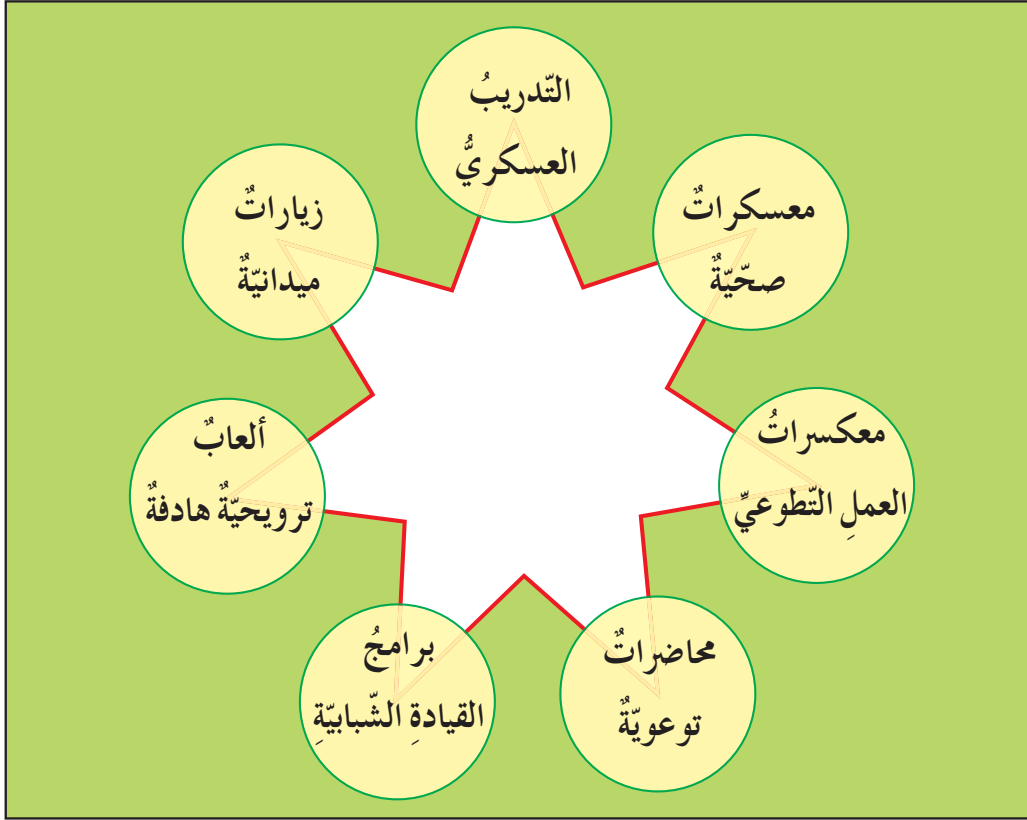 التّدريبُ
العسكريُّ
معسكراتٌ
صحّيّةٌ
معكسراتُ
العملِ التّطوعيِّ
محاضراتٌ
توعويّةٌ
برامجُ
القيادةِ الشّبابيّةِ
ألعابٌ
ترويحيّةٌ هادفةٌ
زياراتٌ
ميدانيّةٌ